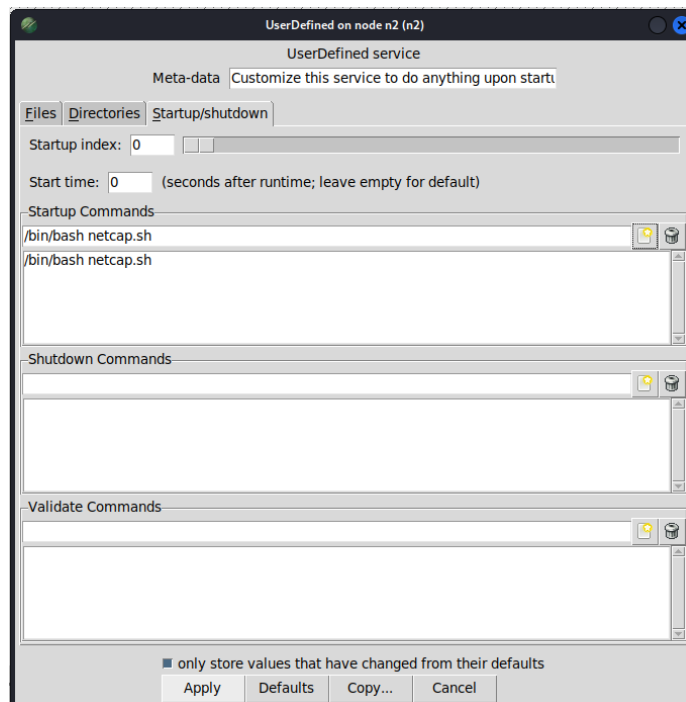 UserDefined on node n2 (n2)
UserDefined service
Meta-data Customize this service to do anything upon startu
Files Directories Startup/shutdown
Startup index: 0
Start time: 0 (seconds after runtime; leave empty for default)
Startup Commands
/bin/bash netcap.sh
/bin/bash netcap.sh
Shutdown Commands
Validate Commands
only store values that have changed from their defaults
Apply Defaults Copy... Cancel